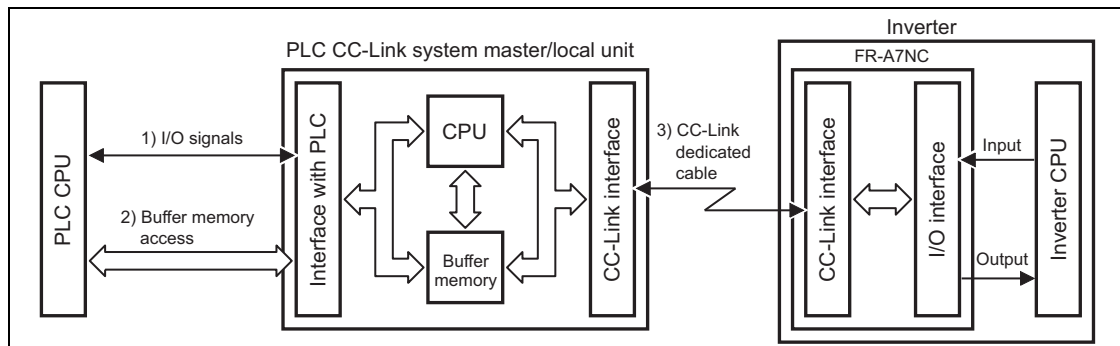 Inverter
PLC CC-Link system master/local unit
FR-A7NC
PLC CPU
1) I/O signals
2) Buffer memory
access
Interface with PLC
CPU
Buffer
memory
CC-Link interface
3) CC-Link
dedicated
cable
CC-Link interface
I/O interface
Input
Output
Inverter CPU